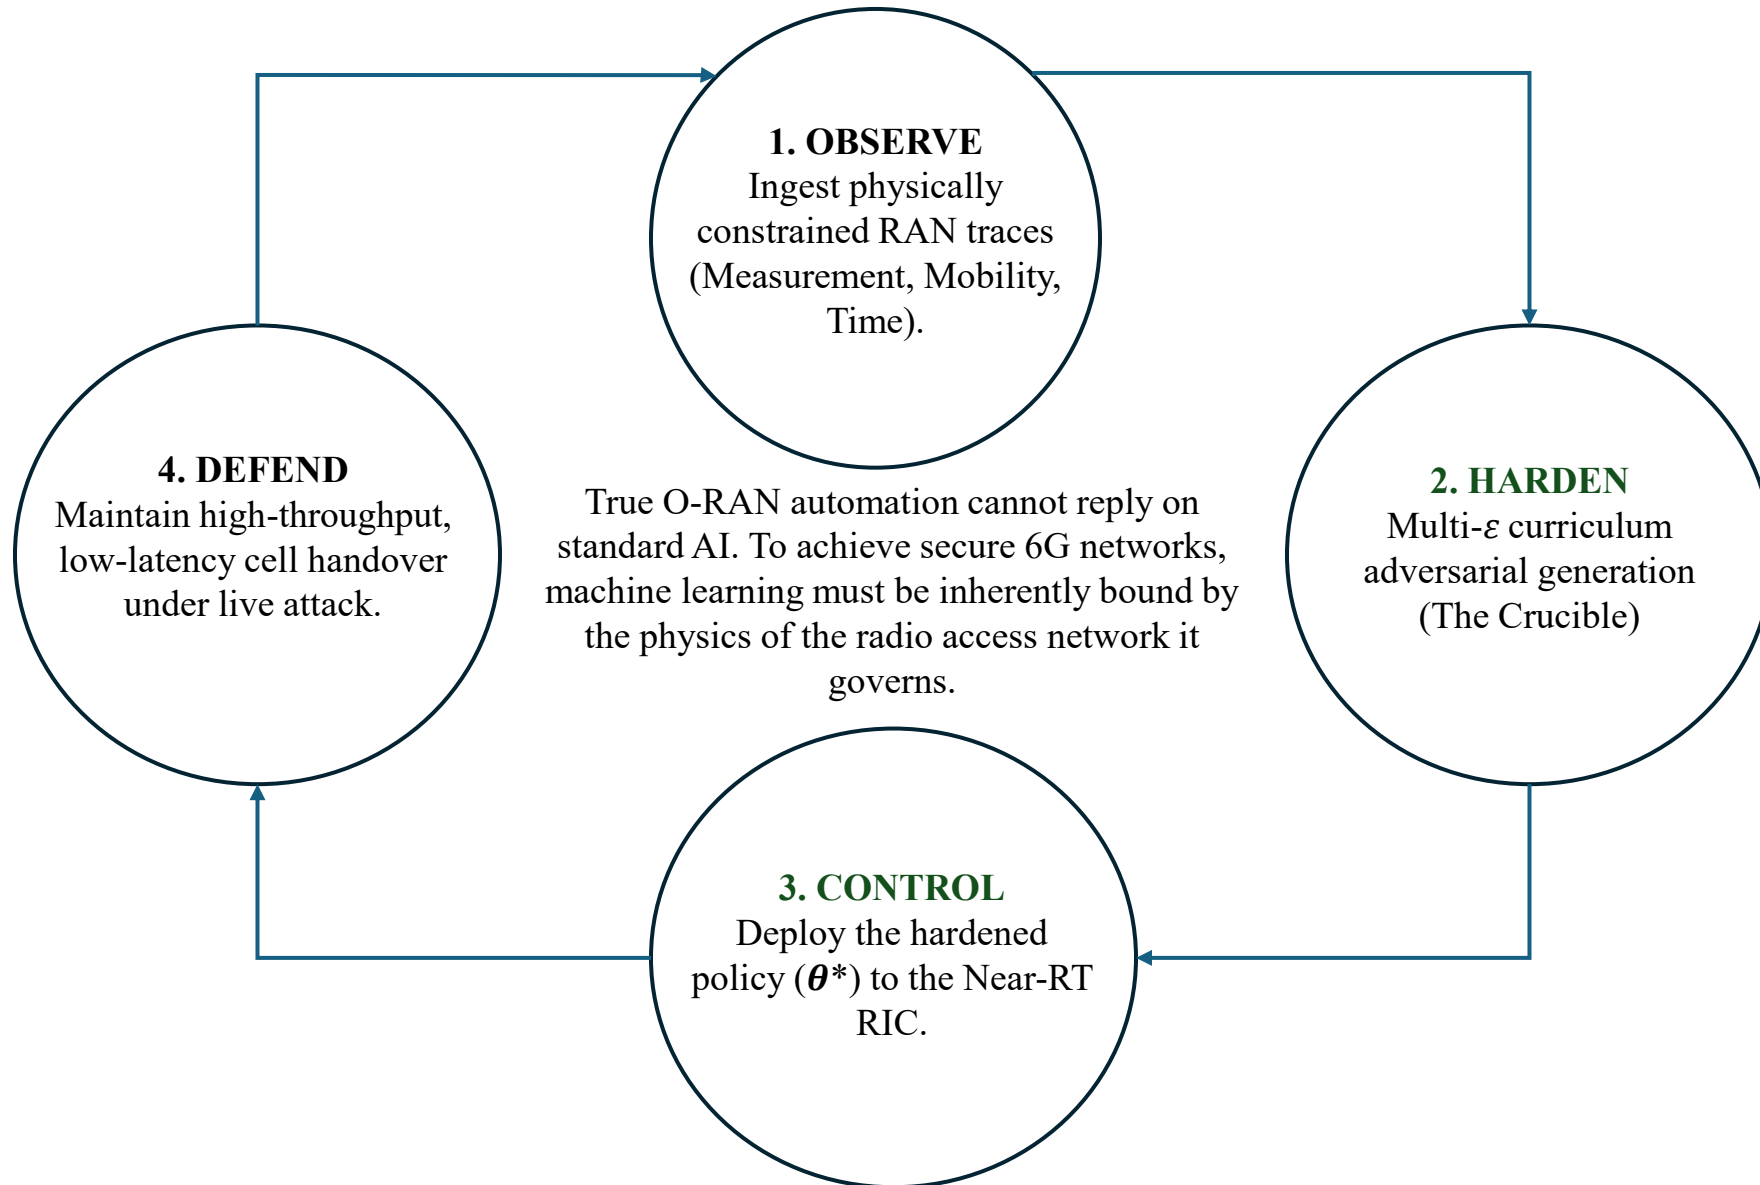 1. OBSERVE
Ingest physically
constrained RAN traces
(Measurement, Mobility,
Time).
2. HARDEN
Multi-ε curriculum
adversarial generation
(The Crucible)
3. CONTROL
Deploy the hardened
policy (θ*) to the Near-RT
RIC.
4. DEFEND
Maintain high-throughput,
low-latency cell handover
under live attack.
True O-RAN automation cannot reply on
standard AI. To achieve secure 6G networks,
machine learning must be inherently bound by
the physics of the radio access network it
governs.